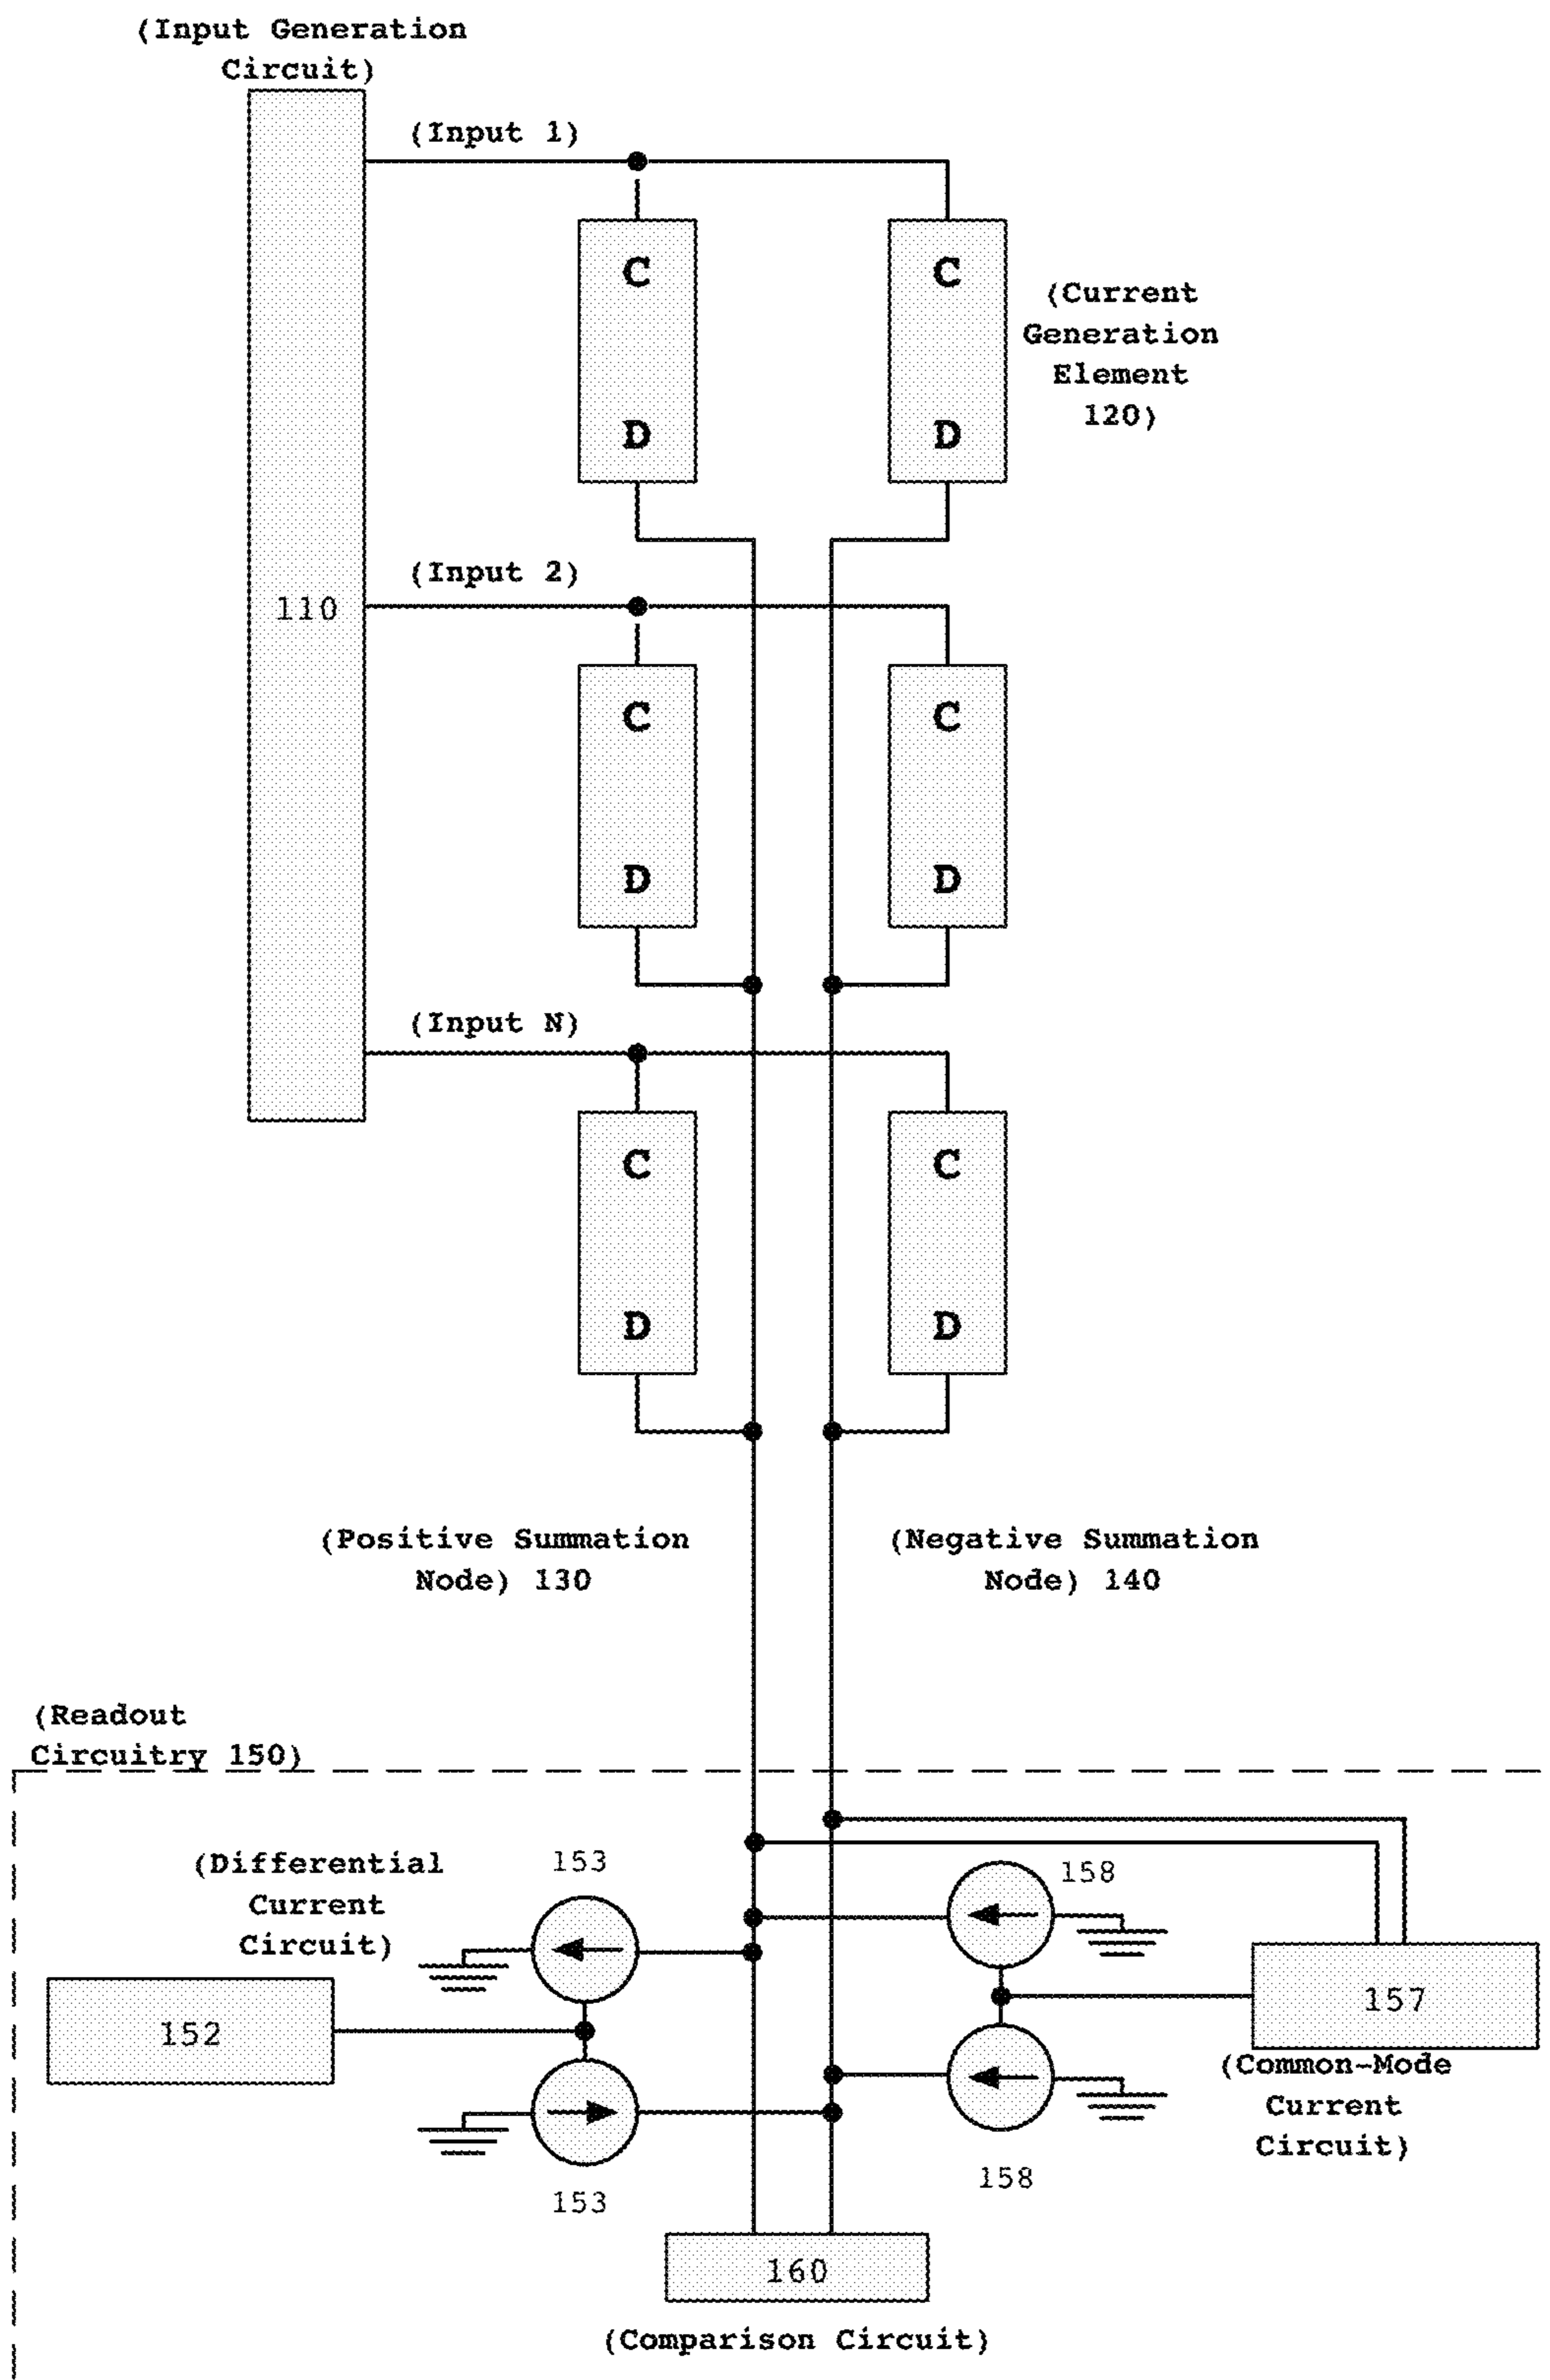 (Input Generation
Circuit)
(Input 1)
C
C
(Current
Generation
Element
120)
D
D
(Input 2)
110
C
C
D
D
(Input N)
C
C
D
D
(Positive Summation
Node) 130
(Negative Summation
Node) 140
(Readout
Circuitry 150)
(Differential
Current
Circuit)
153
158
152
157
(Common-Mode
Current
Circuit)
153
158
160
(Comparison Circuit)